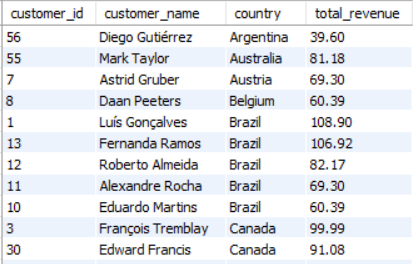 customer_id customer_name country total_revenue
56 Diego Gutiérrez Argentina 39.60
55 Mark Taylor Australia 81.18
7 Astrid Gruber Austria 69.30
8 Daan Peeters Belgium 60.39
1 Luís Gonçalves Brazil 108.90
13 Fernanda Ramos Brazil 106.92
12 Roberto Almeida Brazil 82.17
11 Alexandre Rocha Brazil 69.30
10 Eduardo Martins Brazil 60.39
3 François Tremblay Canada 99.99
30 Edward Francis Canada 91.08